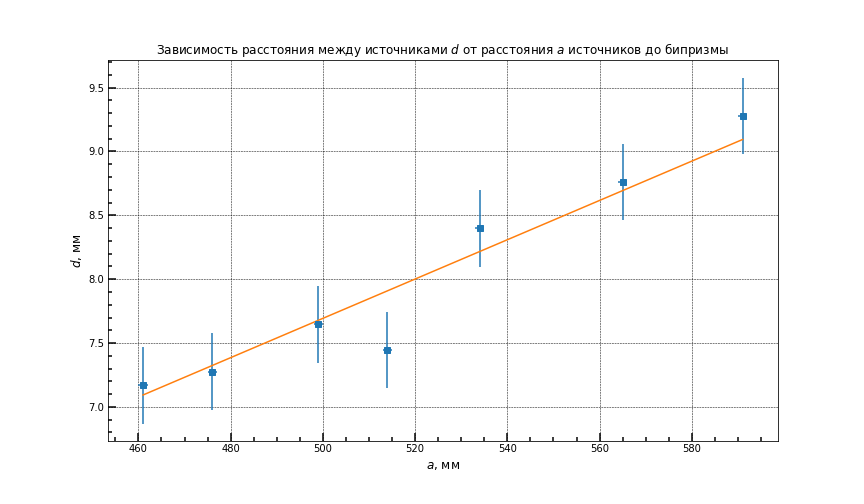 Зависимость расстояния между источниками d от расстояния a источников до бипризмы
9.5
9.0
8.5
8.0
7.5
7.0
d, мм
460 480 500 520 540 560 580
a, мм